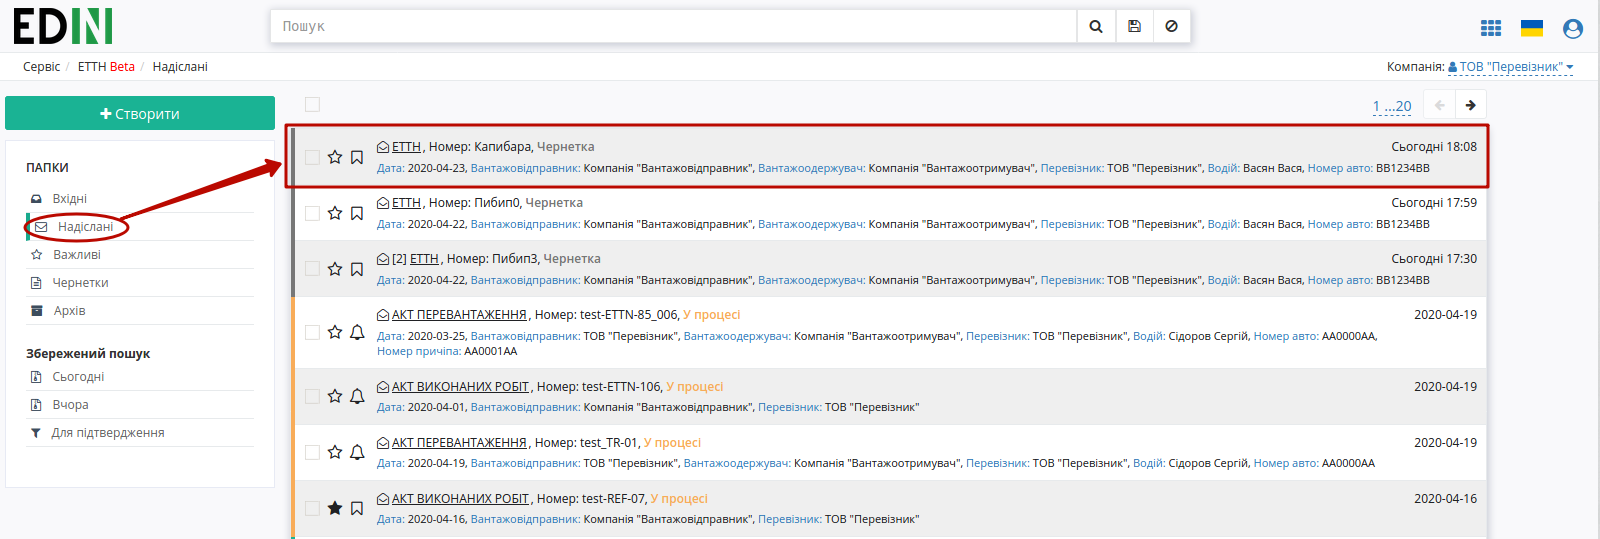 EDIN
Пошук
Сервіс / ЕТТН Beta / Надіслані
Компанія: ТОВ "Перевізник"
Створити
1 ...20
ПАПКИ
Вхідні
Надіслані
Важливі
Чернетки
Архів
Збережений пошук
Сьогодні
Вчора
Для підтвердження
ЕТТН, Номер: Капибара, Чернетка
Сьогодні 18:08
Дата: 2020-04-23, Вантажовідправник: Компанія "Вантажовідправник", Вантажоодержувач: Компанія "Вантажоотримувач", Перевізник: ТОВ "Перевізник", Водій: Васян Вася, Номер авто: BB1234BB
ЕТТН, Номер: Пибип0, Чернетка
Сьогодні 17:59
Дата: 2020-04-22, Вантажовідправник: Компанія "Вантажовідправник", Вантажоодержувач: Компанія "Вантажоотримувач", Перевізник: ТОВ "Перевізник", Водій: Васян Вася, Номер авто: BB1234BB
[2] ЕТТН, Номер: Пибип3, Чернетка
Сьогодні 17:30
Дата: 2020-04-22, Вантажовідправник: Компанія "Вантажовідправник", Вантажоодержувач: Компанія "Вантажоотримувач", Перевізник: ТОВ "Перевізник", Водій: Васян Вася, Номер авто: BB1234BB
АКТ ПЕРЕВАНТАЖЕННЯ, Номер: test-ETTN-85_006, У процесі
2020-04-19
Дата: 2020-03-25, Вантажовідправник: ТОВ "Перевізник", Вантажоодержувач: Компанія "Вантажоотримувач", Перевізник: ТОВ "Перевізник", Водій: Сідоров Сергій, Номер авто: AA0000AA,
Номер причіпа: AA0001AA
АКТ ВИКОНАНИХ РОБІТ, Номер: test-ETTN-106, У процесі
2020-04-19
Дата: 2020-04-01, Вантажовідправник: Компанія "Вантажовідправник", Перевізник: ТОВ "Перевізник"
АКТ ПЕРЕВАНТАЖЕННЯ, Номер: test_TR-01, У процесі
2020-04-19
Дата: 2020-04-19, Вантажовідправник: ТОВ "Перевізник", Вантажоодержувач: Компанія "Вантажоотримувач", Перевізник: ТОВ "Перевізник", Водій: Сідоров Сергій, Номер авто: AA0000AA
АКТ ВИКОНАНИХ РОБІТ, Номер: test-REF-07, У процесі
2020-04-16
Дата: 2020-04-16, Вантажовідправник: Компанія "Вантажовідправник", Перевізник: ТОВ "Перевізник"